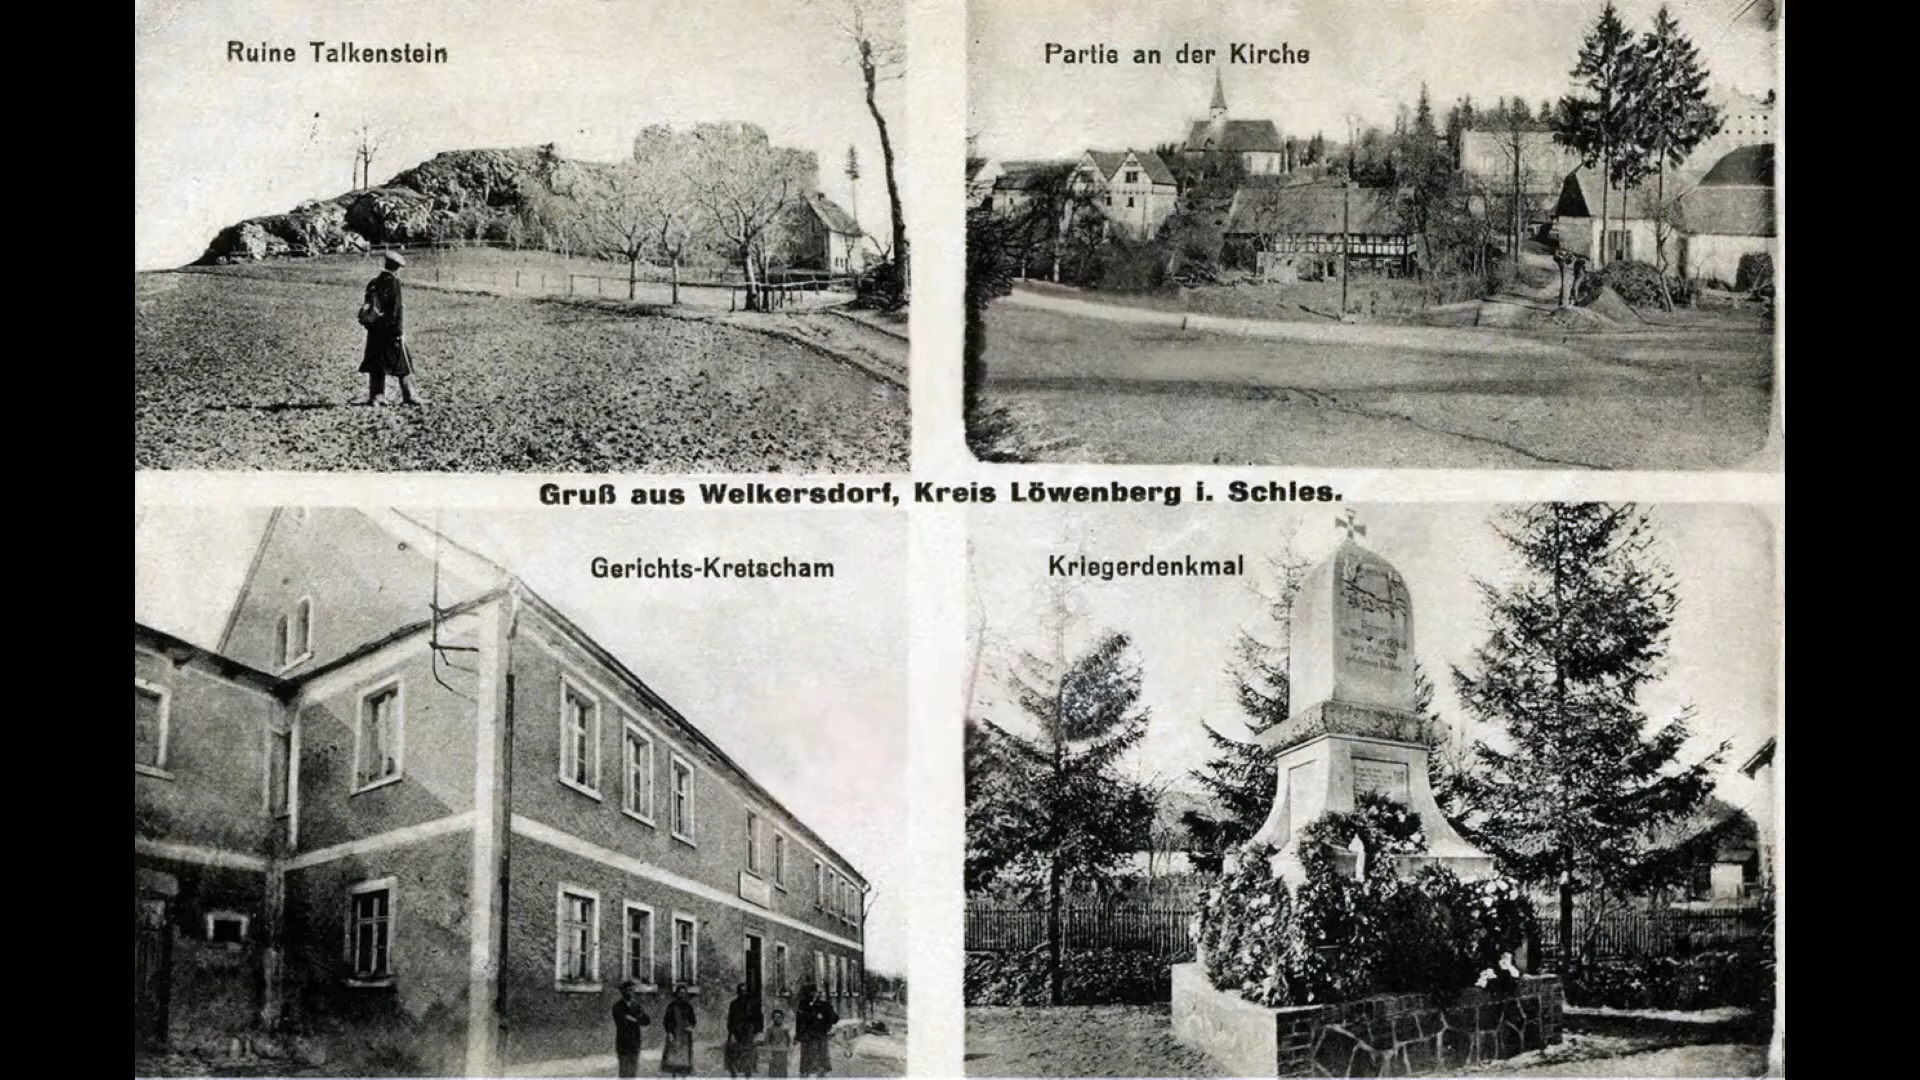 Ruine Talkenstein
Partie an der Kirche
Gruß aus Welkersdorf, Kreis Löwenberg i. Schles.
Gerichts-Kretscham
Kriegerdenkmal